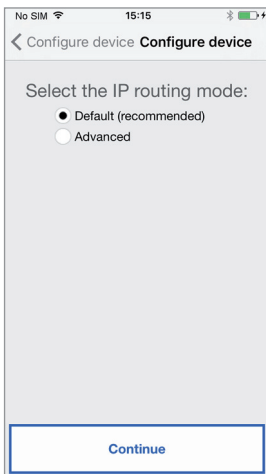 No SIM 15:15
Configure device Configure device
Select the IP routing mode:
Default (recommended)
Advanced
Continue